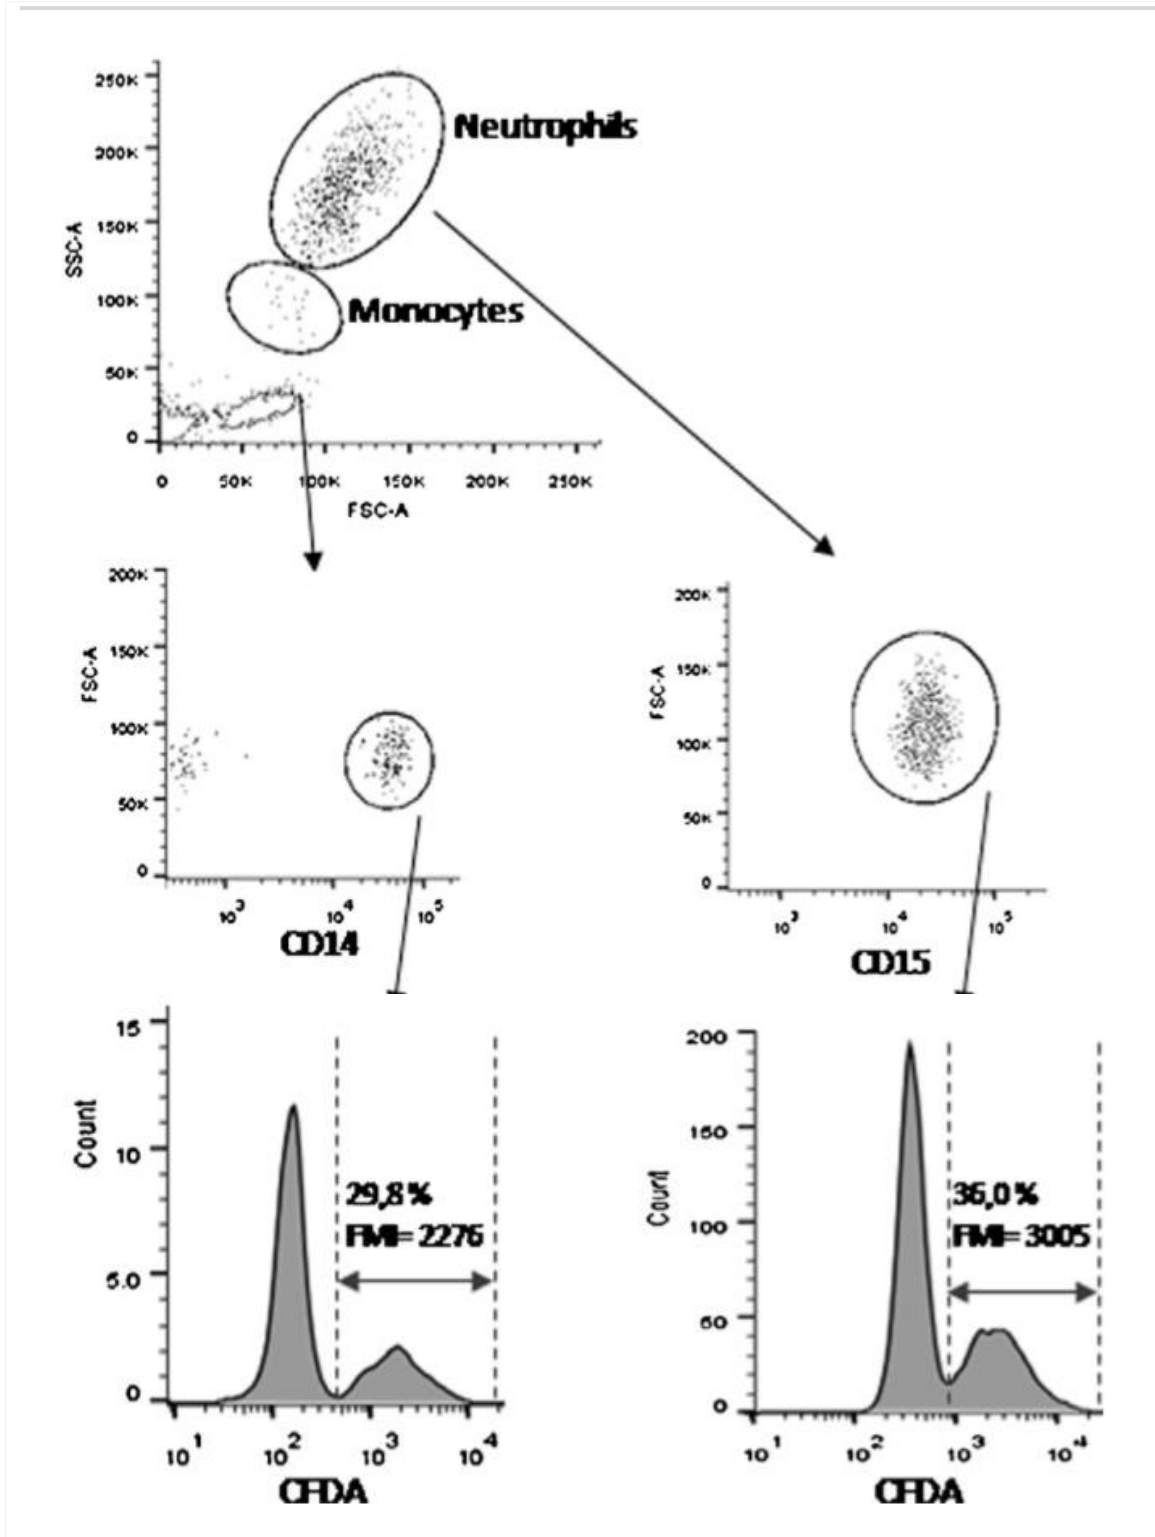 250K
200K
150K
100K
50K
0
SSC-A
Neutrophils
Monocytes
0 50K 100K 150K 200K 250K
FSC-A
200K
150K
100K
50K
0
FSC-A
10³ 10⁴ 10⁵
CD14
200K
150K
100K
50K
0
FSC-A
10³ 10⁴ 10⁵
CD15
15
10
5.0
0
Count
29,8 %
FMI= 2276
10¹ 10² 10³ 10⁴
CFDA
200
150
100
50
0
Count
36,0 %
FMI= 3005
10¹ 10² 10³ 10⁴
CFDA